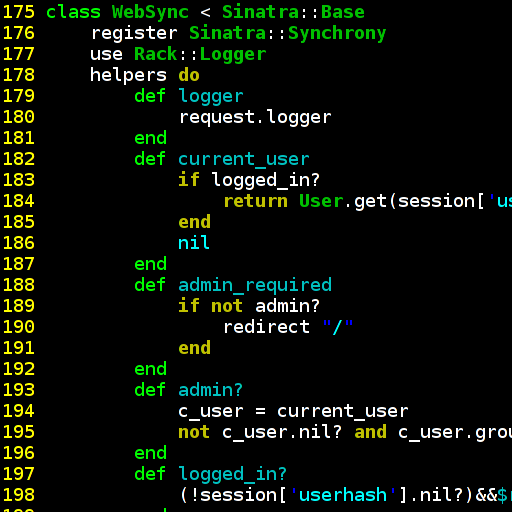 175 class WebSync < Sinatra::Base
176     register Sinatra::Synchrony
177     use Rack::Logger
178     helpers do
179         def logger
180             request.logger
181         end
182         def current_user
183             if logged_in?
184                 return User.get(session['us
185             end
186             nil
187         end
188         def admin_required
189             if not admin?
190                 redirect "/"
191             end
192         end
193         def admin?
194             c_user = current_user
195             not c_user.nil? and c_user.grou
196         end
197         def logged_in?
198             (!session['userhash'].nil?)&&$r